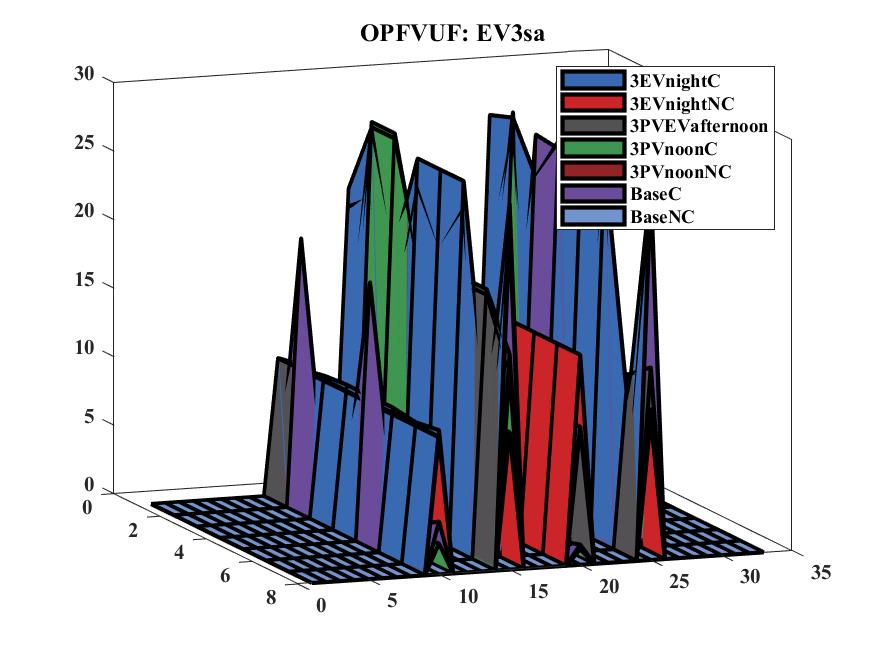 OPFVUF: EV3sa
3EVnightC
3EVnightNC
3PVEVafternoon
3PVnoonC
3PVnoonNC
BaseC
BaseNC
30
25
20
15
10
5
0
0
2
4
6
8
0
5
10
15
20
25
30
35